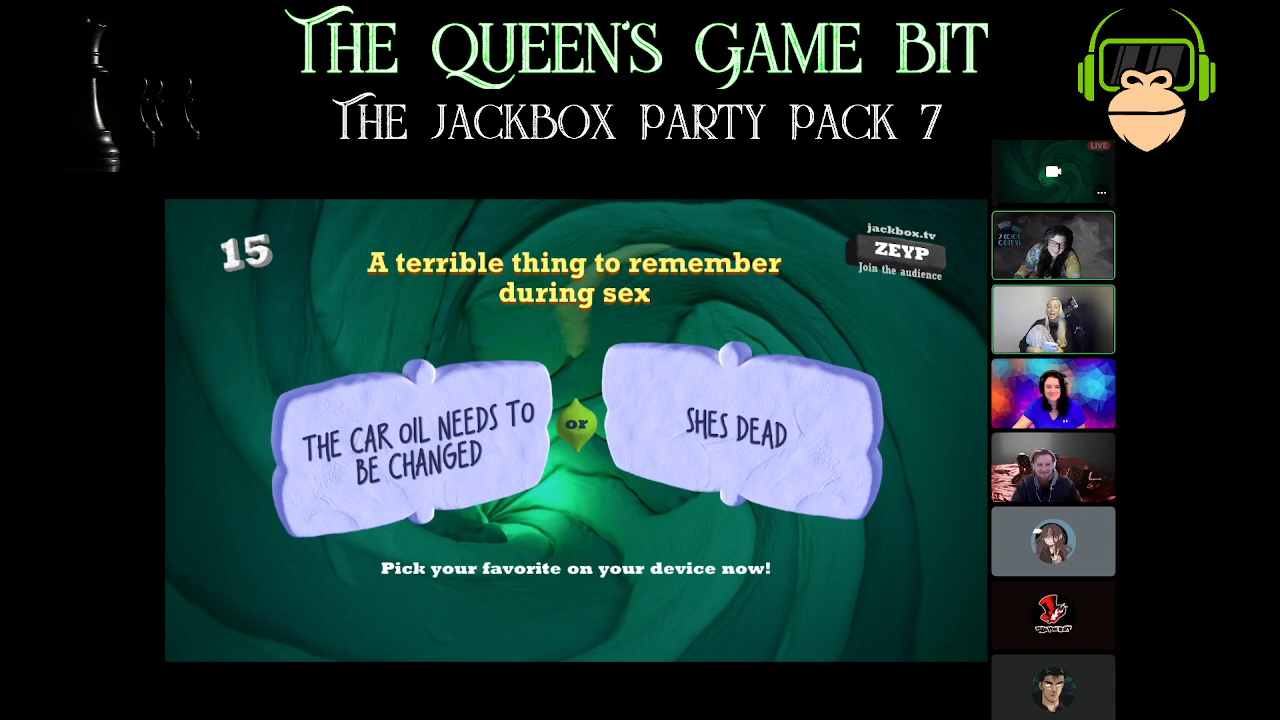 THE QUEEN'S GAME BIT
THE JACKBOX PARTY PACK 7
LIVE
15
A terrible thing to remember
during sex
jackbox.tv
ZEYP
Join the audience
THE CAR OIL NEEDS TO
BE CHANGED
or
SHES DEAD
Pick your favorite on your device now!